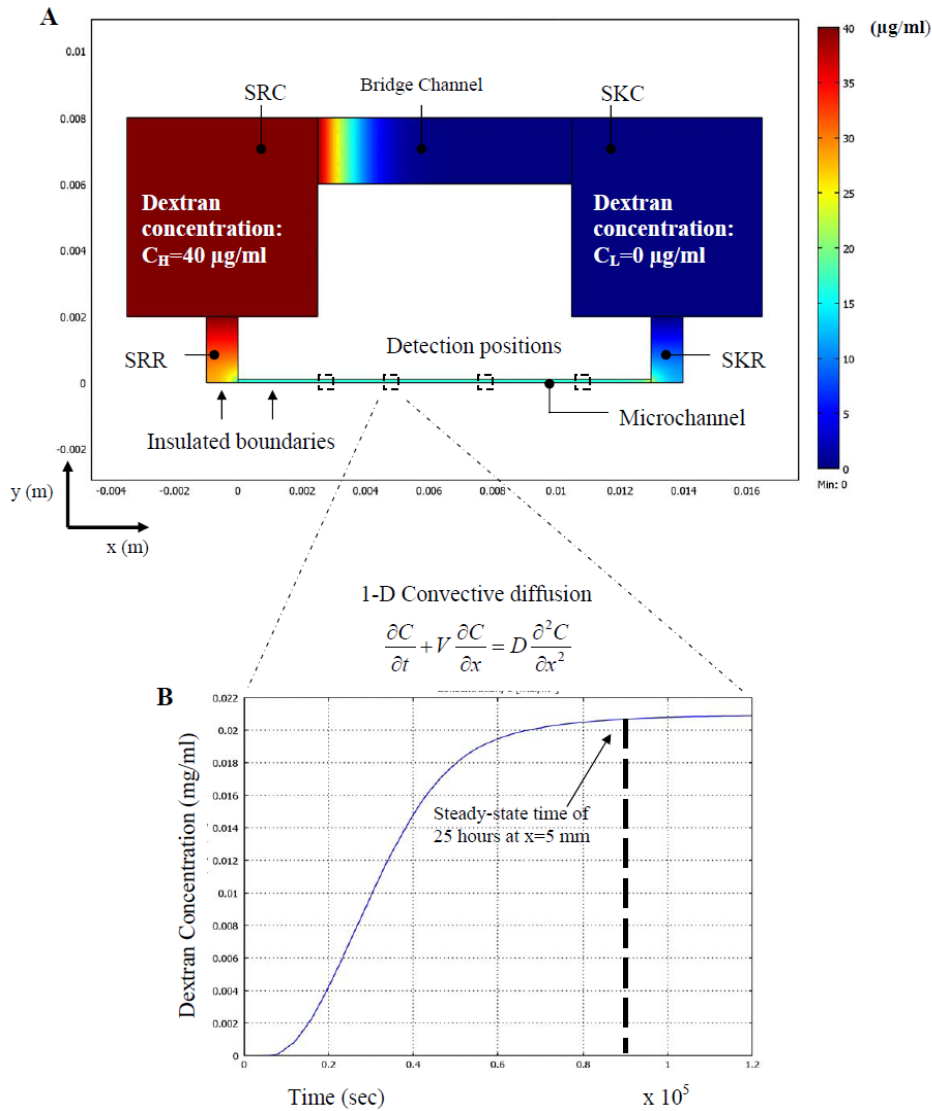 A
(µg/ml)
0.01
0.008
0.006
0.004
0.002
0
-0.002
-0.004
-0.002
0
0.002
0.004
0.006
0.008
0.01
0.012
0.014
0.016
40
35
30
25
20
15
10
5
0
Min: 0
SRC
Bridge Channel
SKC
Dextran
concentration:
C_H=40 µg/ml
Dextran
concentration:
C_L=0 µg/ml
SRR
Detection positions
SKR
Microchannel
Insulated boundaries
y (m)
x (m)
1-D Convective diffusion
∂C/∂t + V ∂C/∂x = D ∂²C/∂x²
B
0.022
0.02
0.018
0.016
0.014
0.012
0.01
0.008
0.006
0.004
0.002
0
Dextran Concentration (mg/ml)
Steady-state time of
25 hours at x=5 mm
0
0.2
0.4
0.6
0.8
1.0
1.2
Time (sec)
x 10⁵